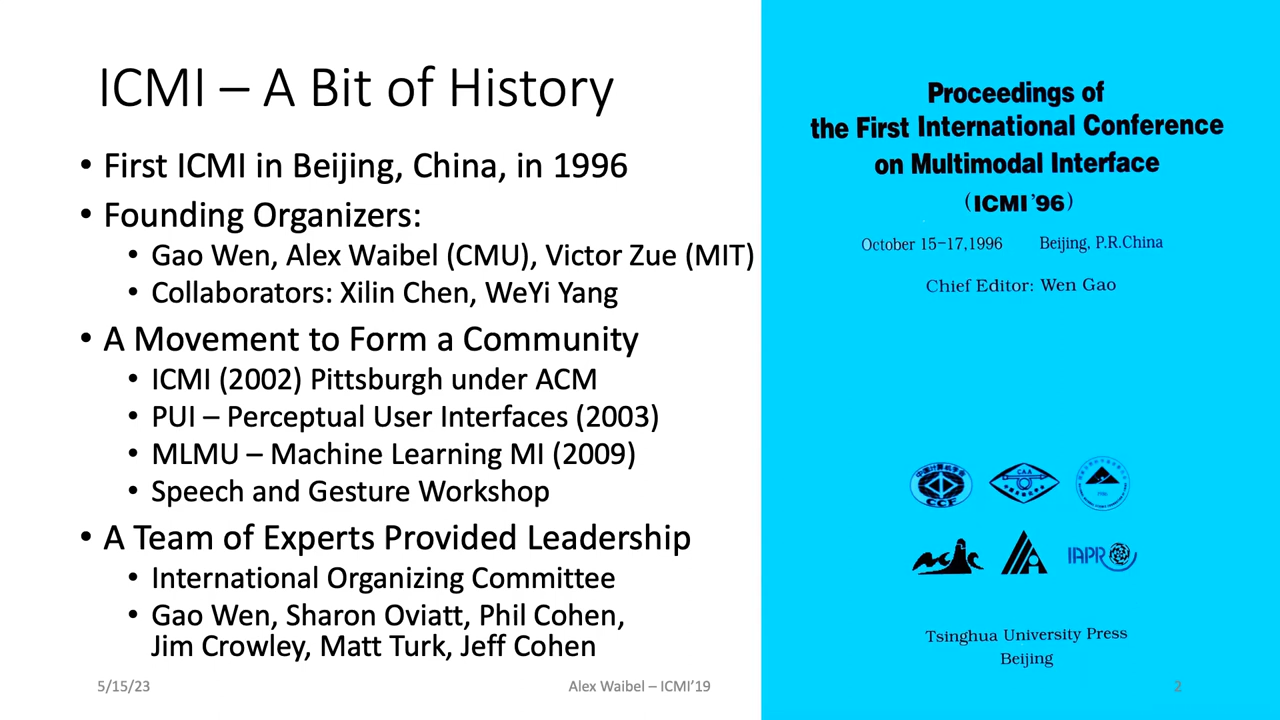 ICMI – A Bit of History
• First ICMI in Beijing, China, in 1996
• Founding Organizers:
• Gao Wen, Alex Waibel (CMU), Victor Zue (MIT)
• Collaborators: Xilin Chen, WeYi Yang
• A Movement to Form a Community
• ICMI (2002) Pittsburgh under ACM
• PUI – Perceptual User Interfaces (2003)
• MLMU – Machine Learning MI (2009)
• Speech and Gesture Workshop
• A Team of Experts Provided Leadership
• International Organizing Committee
• Gao Wen, Sharon Oviatt, Phil Cohen,
Jim Crowley, Matt Turk, Jeff Cohen
5/15/23
Alex Waibel – ICMI’19
2
Proceedings of
the First International Conference
on Multimodal Interface
(ICMI '96)
October 15-17,1996 Beijing, P.R.China
Chief Editor: Wen Gao
CCF
CAA
IAPR
Tsinghua University Press
Beijing